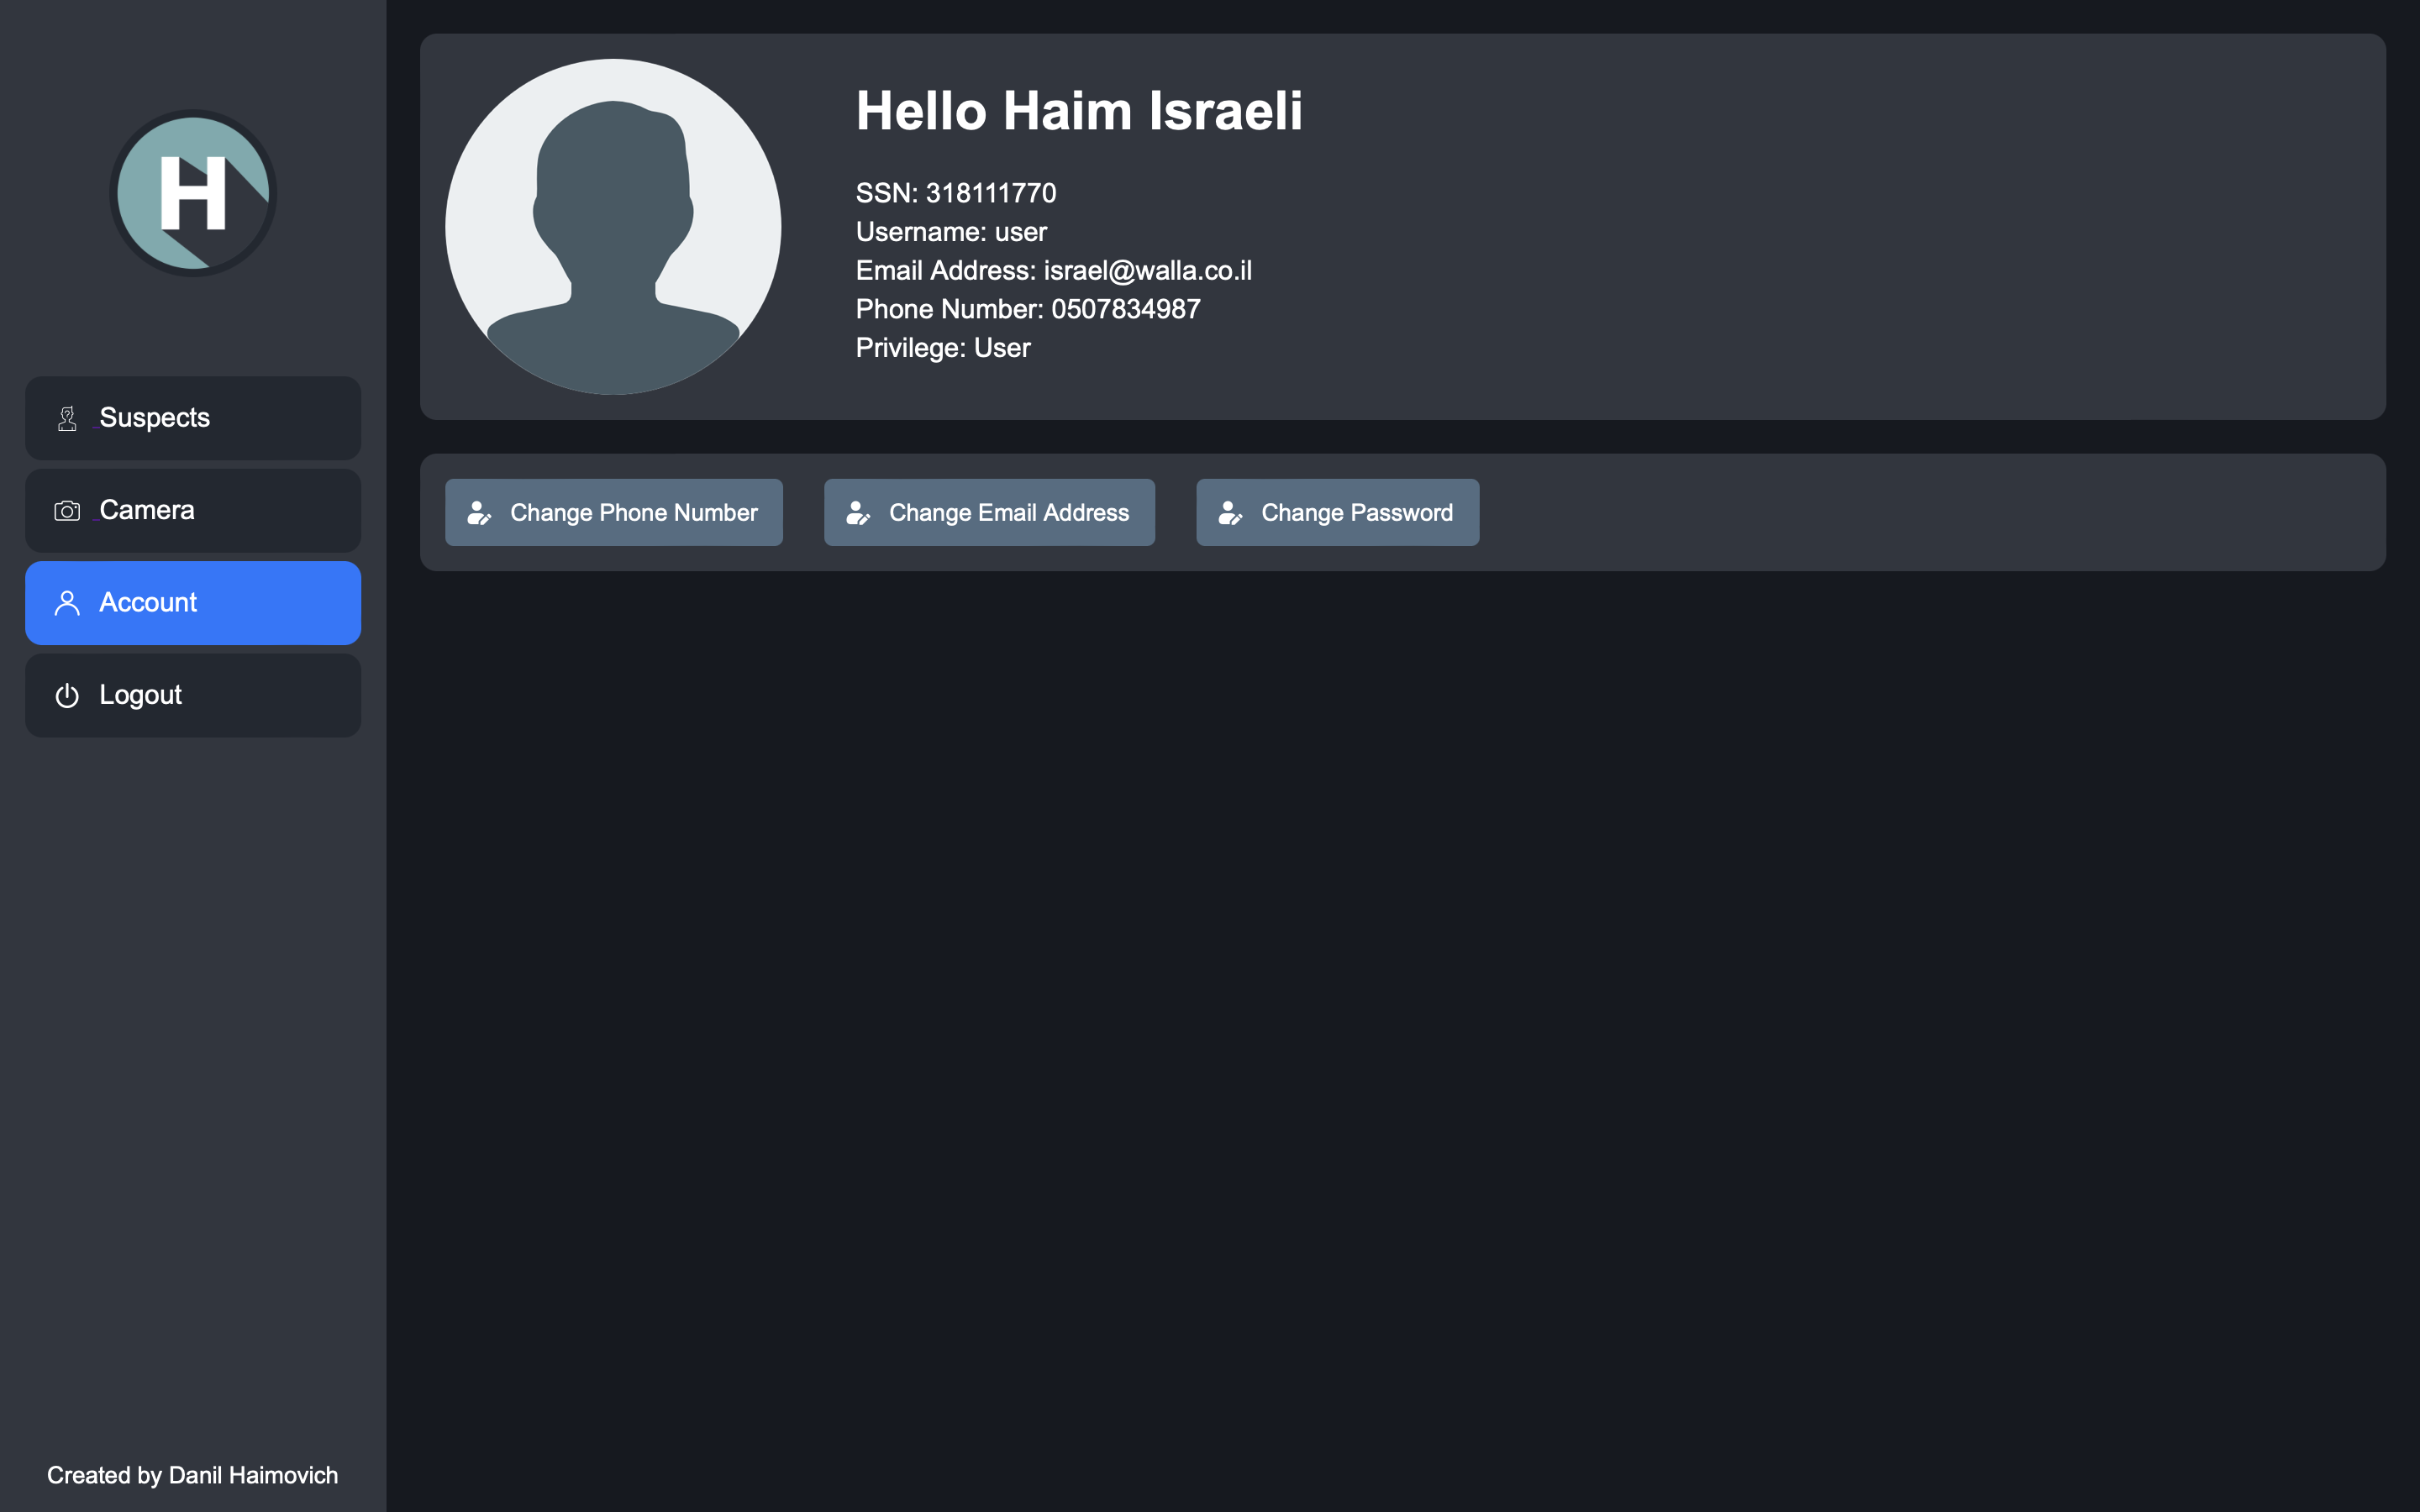 H
Suspects
Camera
Account
Logout
Created by Danil Haimovich
Hello Haim Israeli
SSN: 318111770
Username: user
Email Address: israel@walla.co.il
Phone Number: 0507834987
Privilege: User
Change Phone Number
Change Email Address
Change Password